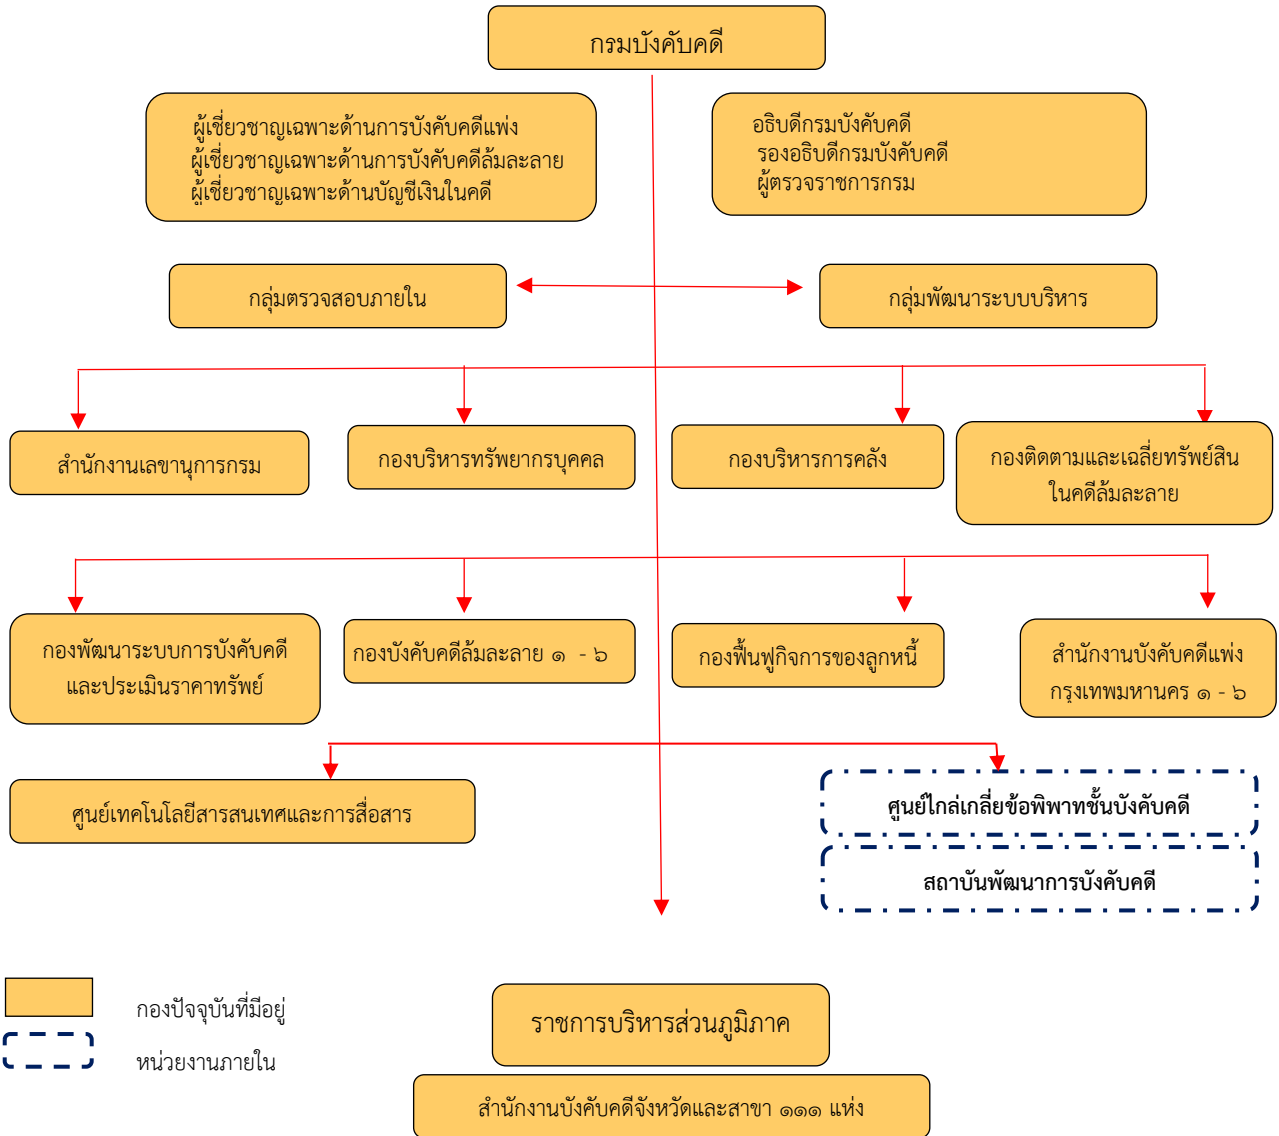 กรมบังคับคดี
ผู้เชี่ยวชาญเฉพาะด้านการบังคับคดีแพ่ง
ผู้เชี่ยวชาญเฉพาะด้านการบังคับคดีล้มละลาย
ผู้เชี่ยวชาญเฉพาะด้านบัญชีเงินในคดี
อธิบดีกรมบังคับคดี
รองอธิบดีกรมบังคับคดี
ผู้ตรวจราชการกรม
กลุ่มตรวจสอบภายใน
กลุ่มพัฒนาระบบบริหาร
สำนักงานเลขานุการกรม
กองบริหารทรัพยากรบุคคล
กองบริหารการคลัง
กองติดตามและเฉลี่ยทรัพย์สิน
ในคดีล้มละลาย
กองพัฒนาระบบการบังคับคดี
และประเมินราคาทรัพย์
กองบังคับคดีล้มละลาย ๑ - ๖
กองฟื้นฟูกิจการของลูกหนี้
สำนักงานบังคับคดีแพ่ง
กรุงเทพมหานคร ๑ - ๖
ศูนย์เทคโนโลยีสารสนเทศและการสื่อสาร
ศูนย์ไกล่เกลี่ยข้อพิพาทชั้นบังคับคดี
สถาบันพัฒนาการบังคับคดี
กองปัจจุบันที่มีอยู่
หน่วยงานภายใน
ราชการบริหารส่วนภูมิภาค
สำนักงานบังคับคดีจังหวัดและสาขา ๑๑๑ แห่ง